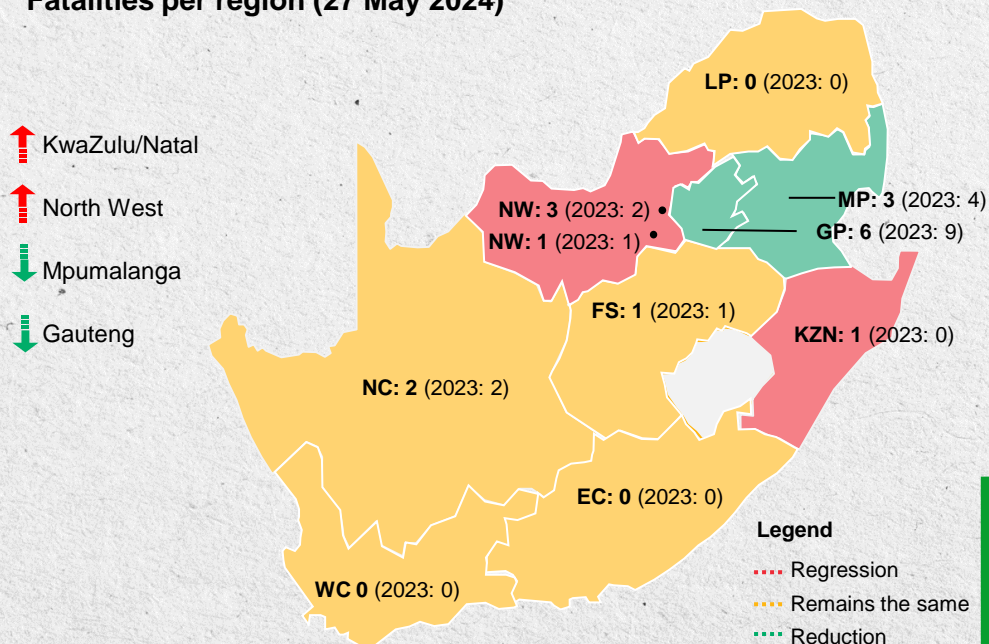 Fatalities per region (27 May 2024)
LP: 0 (2023: 0)
KwaZulu/Natal
North West
Mpumalanga
Gauteng
NW: 3 (2023: 2)
NW: 1 (2023: 1)
MP: 3 (2023: 4)
GP: 6 (2023: 9)
FS: 1 (2023: 1)
KZN: 1 (2023: 0)
NC: 2 (2023: 2)
EC: 0 (2023: 0)
WC 0 (2023: 0)
Legend
Regression
Remains the same
Reduction